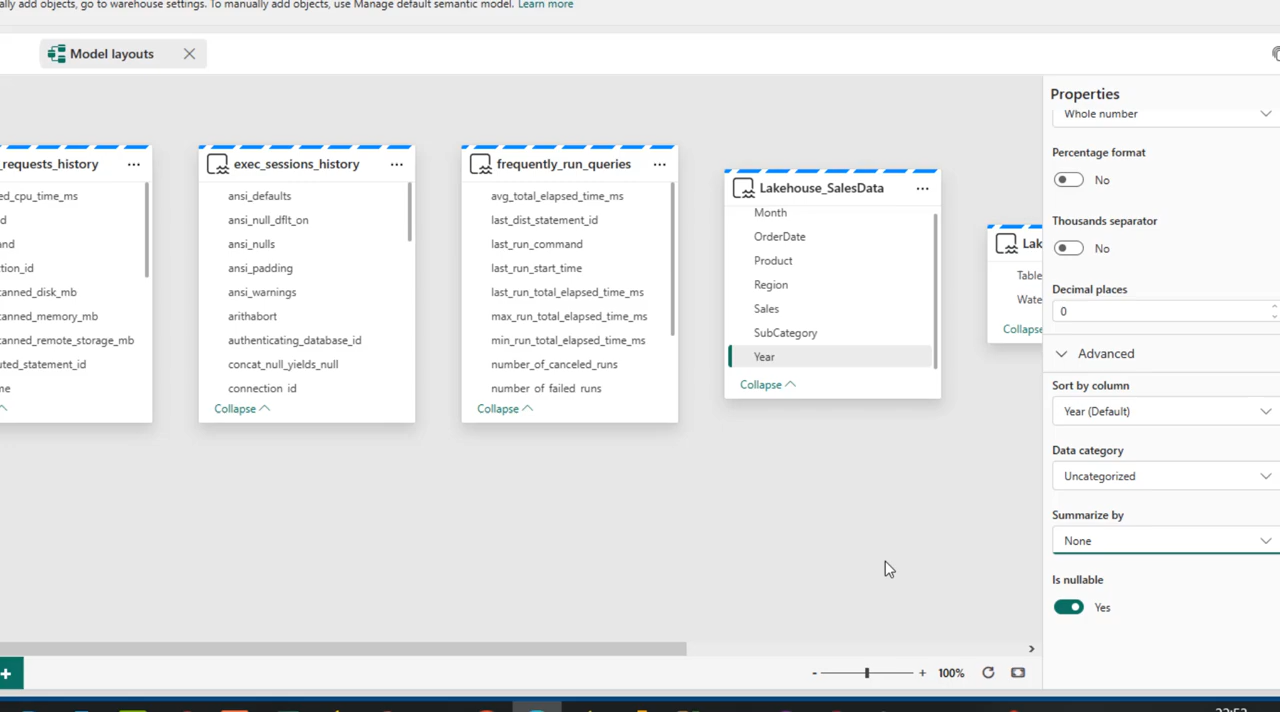 ally add objects, go to warehouse settings. To manually add objects, use Manage default semantic model. Learn more
Model layouts
requests_history
ed_cpu_time_ms
d
and
tion_id
anned_disk_mb
anned_memory_mb
anned_remote_storage_mb
uted_statement_id
me
exec_sessions_history
ansi_defaults
ansi_null_dflt_on
ansi_nulls
ansi_padding
ansi_warnings
arithabort
authenticating_database_id
concat_null_yields_null
connection_id
Collapse
frequently_run_queries
avg_total_elapsed_time_ms
last_dist_statement_id
last_run_command
last_run_start_time
last_run_total_elapsed_time_ms
max_run_total_elapsed_time_ms
min_run_total_elapsed_time_ms
number_of_canceled_runs
number_of_failed_runs
Collapse
Lakehouse_SalesData
Month
OrderDate
Product
Region
Sales
SubCategory
Year
Collapse
Lak
Table
Wate
Collapse
Properties
Whole number
Percentage format
No
Thousands separator
No
Decimal places
0
Advanced
Sort by column
Year (Default)
Data category
Uncategorized
Summarize by
None
Is nullable
Yes
- + 100%